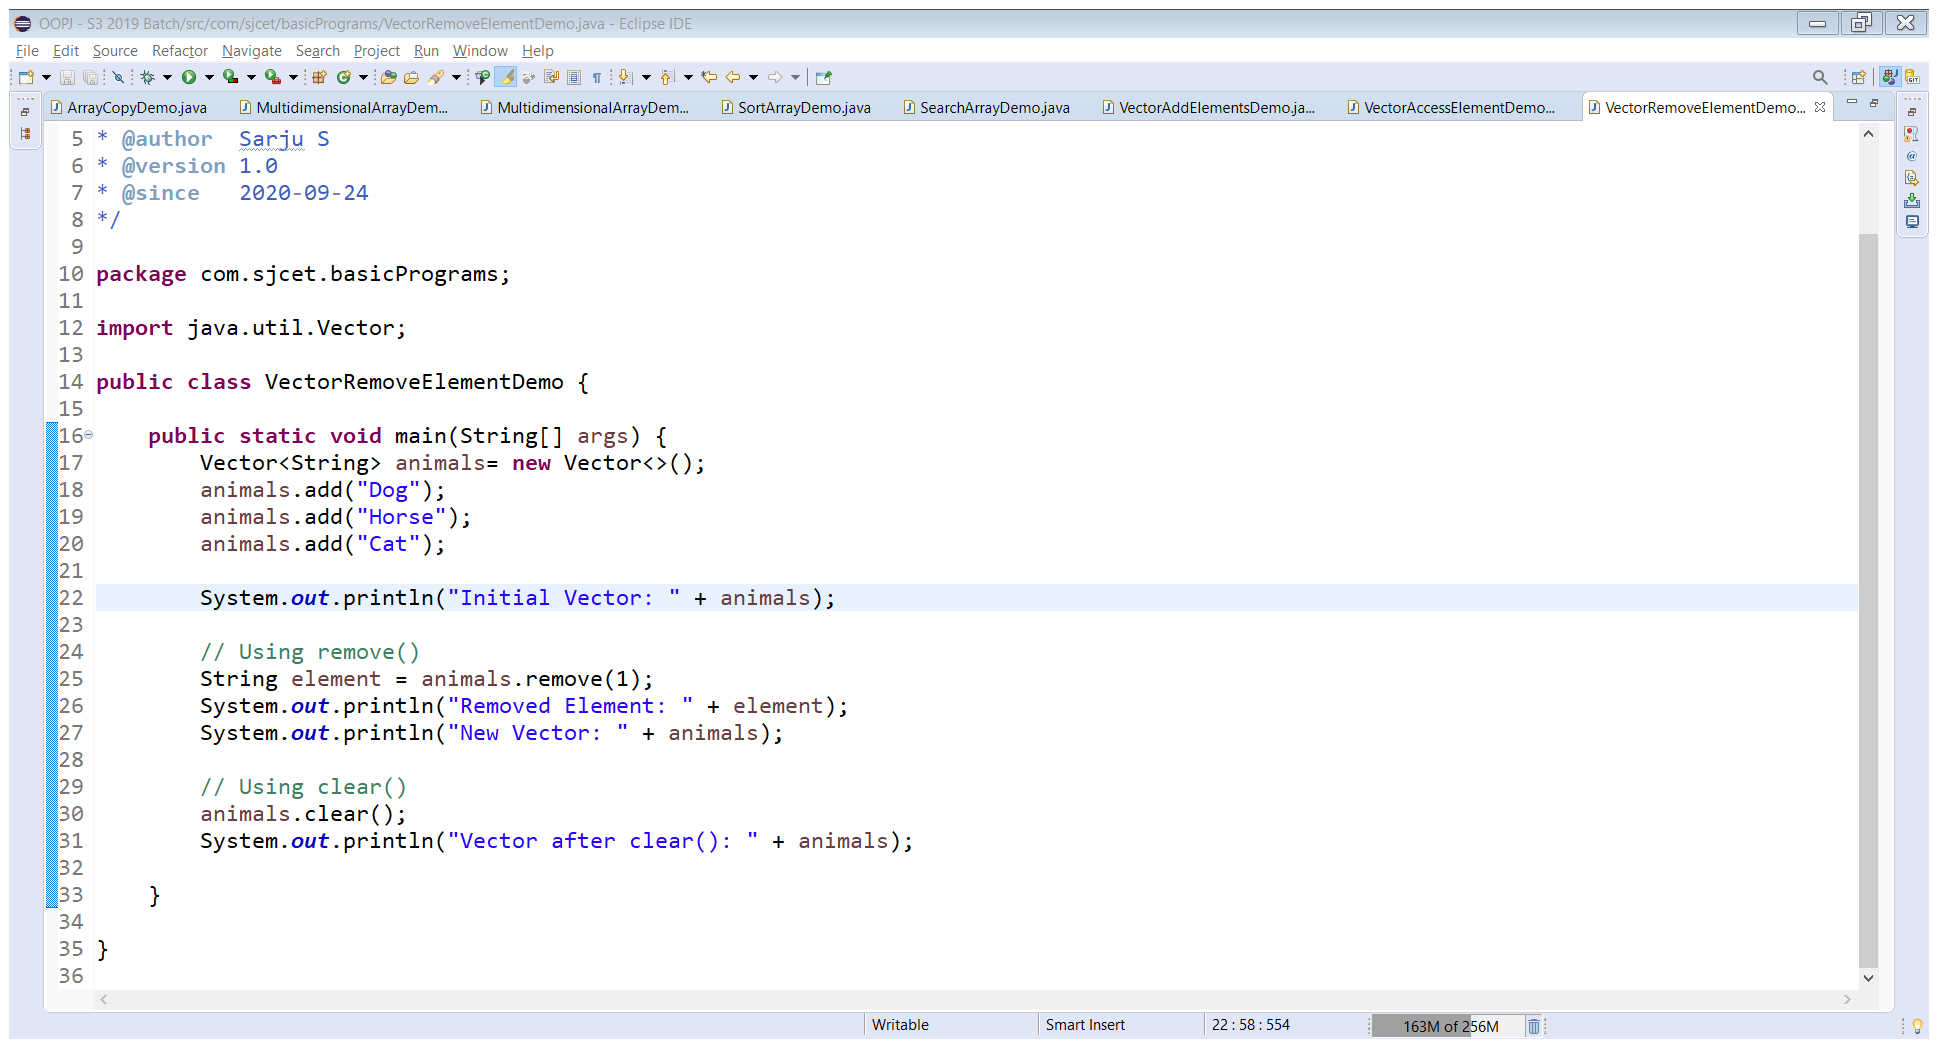 OOPJ - S3 2019 Batch/src/com/sjcet/basicPrograms/VectorRemoveElementDemo.java - Eclipse IDE
File Edit Source Refactor Navigate Search Project Run Window Help
ArrayCopyDemo.java MultidimensionalArrayDem... MultidimensionalArrayDem... SortArrayDemo.java SearchArrayDemo.java VectorAddElementsDemo.ja... VectorAccessElementDemo... VectorRemoveElementDemo...
5 * @author  Sarju S
6 * @version 1.0
7 * @since   2020-09-24
8 */
9
10 package com.sjcet.basicPrograms;
11
12 import java.util.Vector;
13
14 public class VectorRemoveElementDemo {
15
16     public static void main(String[] args) {
17         Vector<String> animals= new Vector<>();
18         animals.add("Dog");
19         animals.add("Horse");
20         animals.add("Cat");
21
22         System.out.println("Initial Vector: " + animals);
23
24         // Using remove()
25         String element = animals.remove(1);
26         System.out.println("Removed Element: " + element);
27         System.out.println("New Vector: " + animals);
28
29         // Using clear()
30         animals.clear();
31         System.out.println("Vector after clear(): " + animals);
32
33     }
34
35 }
36
Writable Smart Insert 22 : 58 : 554 163M of 256M